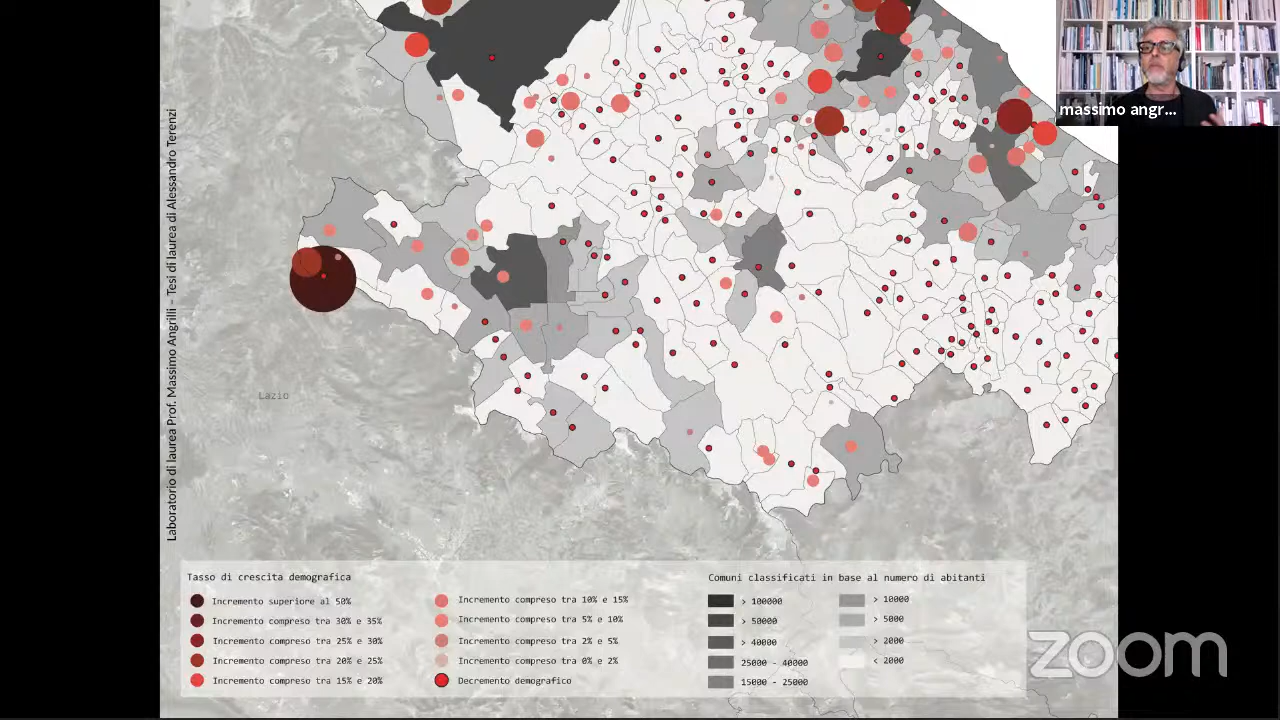 massimo angr...
Laboratorio di laurea Prof. Massimo Angrilli – Tesi di laurea di Alessandro Terenzi
Lazio
Tasso di crescita demografica
Incremento superiore al 50%
Incremento compreso tra 30% e 35%
Incremento compreso tra 25% e 30%
Incremento compreso tra 20% e 25%
Incremento compreso tra 15% e 20%
Incremento compreso tra 10% e 15%
Incremento compreso tra 5% e 10%
Incremento compreso tra 2% e 5%
Incremento compreso tra 0% e 2%
Decremento demografico
Comuni classificati in base al numero di abitanti
> 100000
> 50000
> 40000
25000 - 40000
15000 - 25000
> 10000
> 5000
> 2000
< 2000
zoom